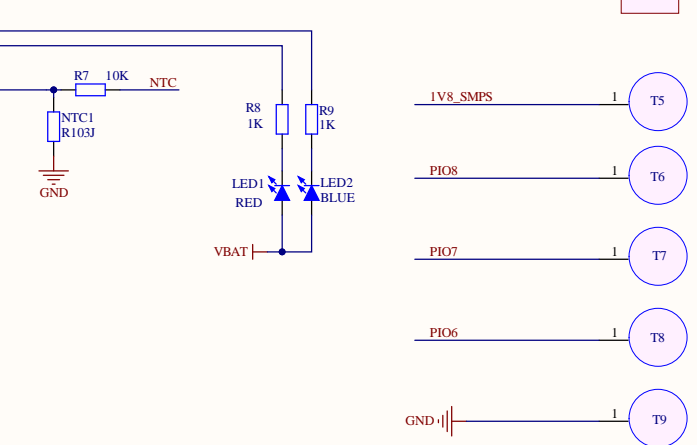 R7 10K
NTC
NTC1
R103J
GND
R8
1K
R9
1K
LED1
RED
LED2
BLUE
VBAT
1V8_SMPS 1 T5
PIO8 1 T6
PIO7 1 T7
PIO6 1 T8
GND 1 T9